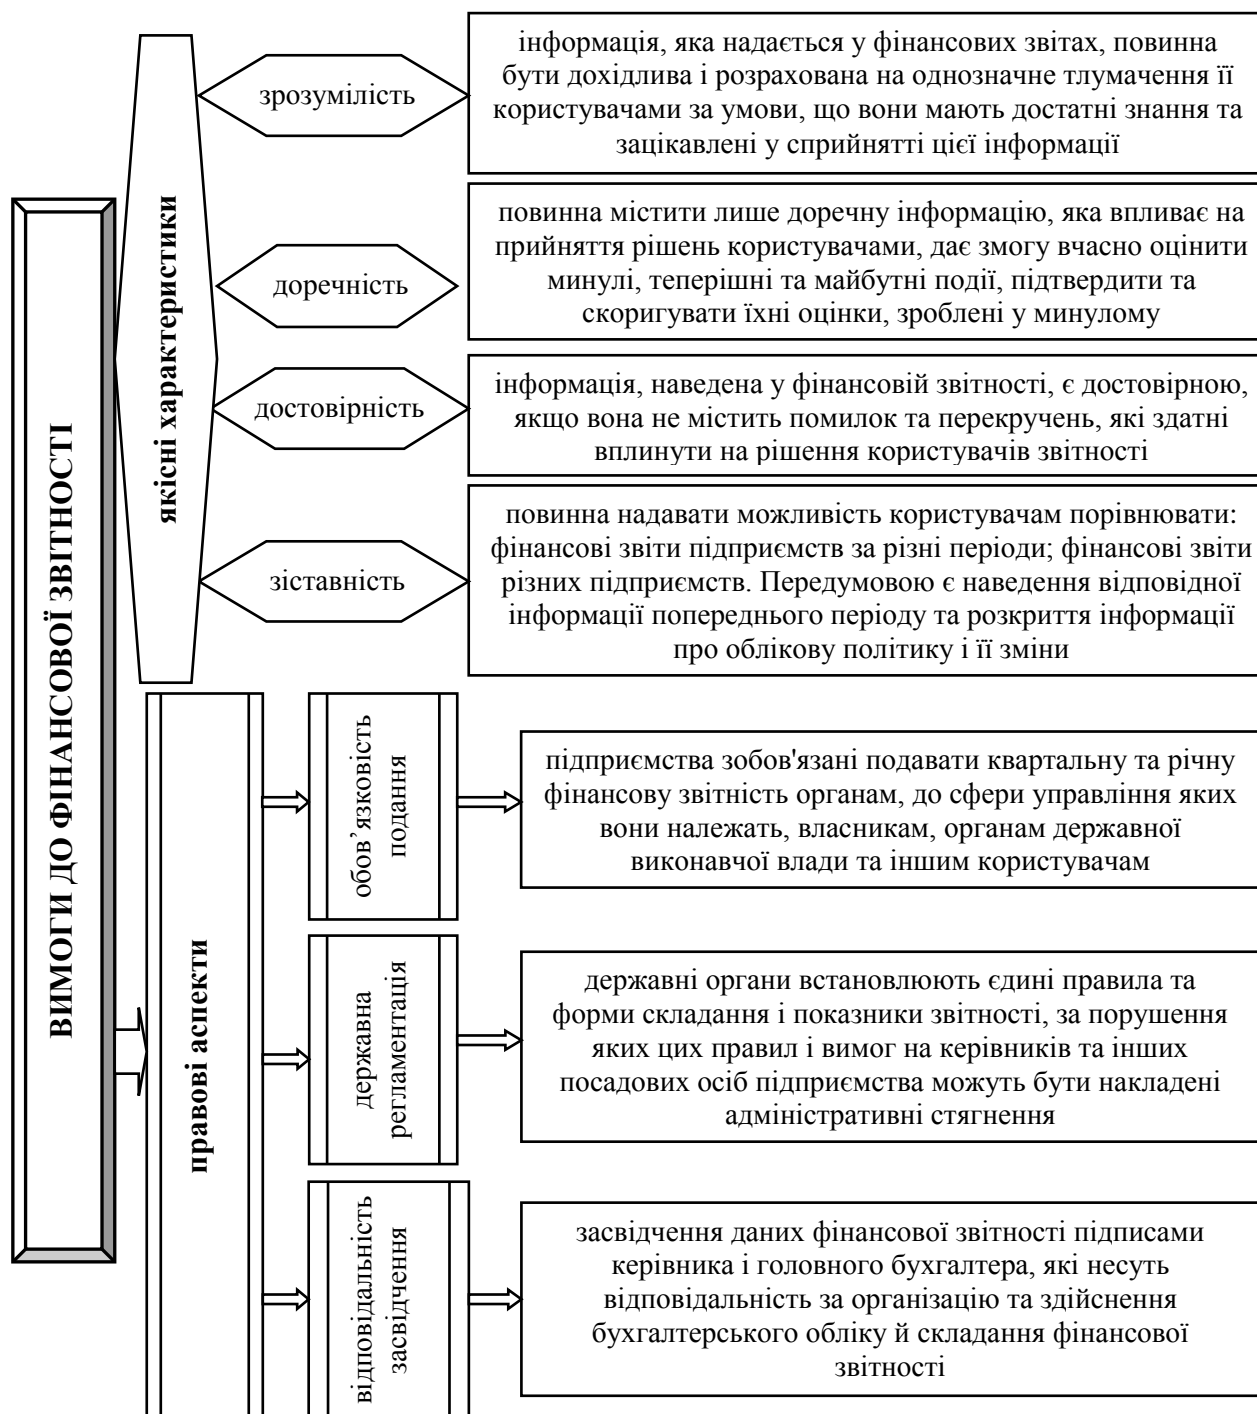 ВИМОГИ ДО ФІНАНСОВОЇ ЗВІТНОСТІ
якісні характеристики
зрозумілість
інформація, яка надається у фінансових звітах, повинна
бути дохідлива і розрахована на однозначне тлумачення її
користувачами за умови, що вони мають достатні знання та
зацікавлені у сприйнятті цієї інформації
доречність
повинна містити лише доречну інформацію, яка впливає на
прийняття рішень користувачами, дає змогу вчасно оцінити
минулі, теперішні та майбутні події, підтвердити та
скоригувати їхні оцінки, зроблені у минулому
достовірність
інформація, наведена у фінансовій звітності, є достовірною,
якщо вона не містить помилок та перекручень, які здатні
вплинути на рішення користувачів звітності
зіставність
повинна надавати можливість користувачам порівнювати:
фінансові звіти підприємств за різні періоди; фінансові звіти
різних підприємств. Передумовою є наведення відповідної
інформації попереднього періоду та розкриття інформації
про облікову політику і її зміни
правові аспекти
обов’язковість
подання
підприємства зобов'язані подавати квартальну та річну
фінансову звітність органам, до сфери управління яких
вони належать, власникам, органам державної
виконавчої влади та іншим користувачам
державна
регламентація
державні органи встановлюють єдині правила та
форми складання і показники звітності, за порушення
яких цих правил і вимог на керівників та інших
посадових осіб підприємства можуть бути накладені
адміністративні стягнення
відповідальність
засвідчення
засвідчення даних фінансової звітності підписами
керівника і головного бухгалтера, які несуть
відповідальність за організацію та здійснення
бухгалтерського обліку й складання фінансової
звітності